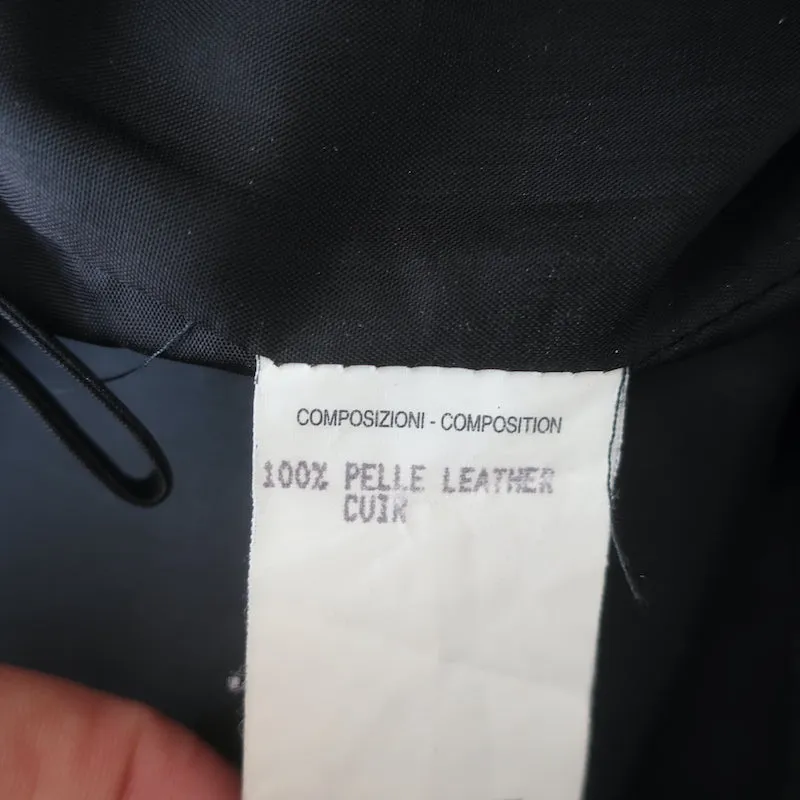 COMPOSIZIONI - COMPOSITION
100% PELLE LEATHER
CUIR